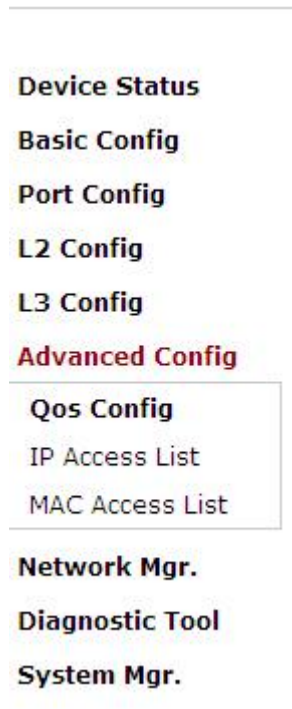 Device Status
Basic Config
Port Config
L2 Config
L3 Config
Advanced Config
Qos Config
IP Access List
MAC Access List
Network Mgr.
Diagnostic Tool
System Mgr.